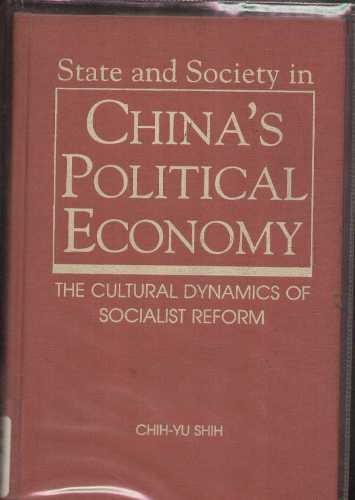 State and Society in
CHINA'S
POLITICAL
ECONOMY
THE CULTURAL DYNAMICS OF
SOCIALIST REFORM
CHIH-YU SHIH